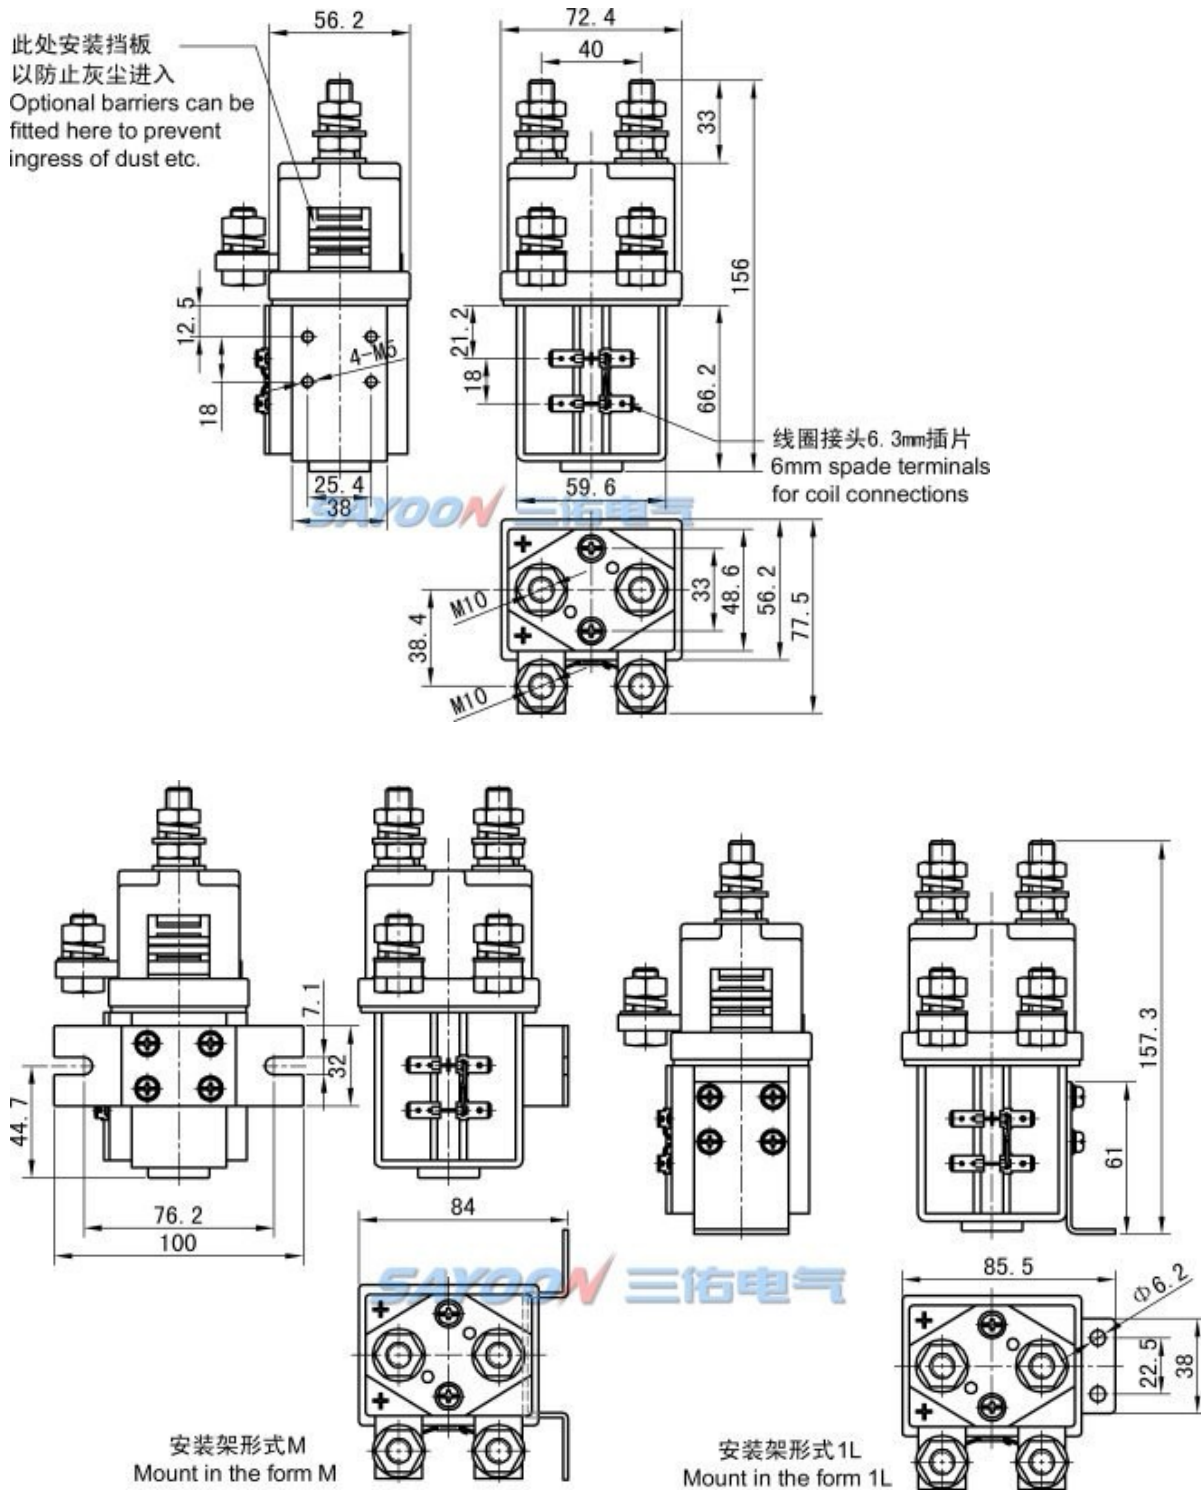 56.2
72.4
40
此处安装挡板
以防止灰尘进入
Optional barriers can be
fitted here to prevent
ingress of dust etc.
33
156
12.5
4-M5
18
21.2
18
66.2
线圈接头6.3mm插片
6mm spade terminals
for coil connections
25.4
38
59.6
SAYOON 三佑电气
M10
38.4
M10
33
48.6
56.2
77.5
7.1
32
44.7
76.2
100
157.3
61
84
SAYOON 三佑电气
85.5
Φ6.2
22.5
38
安装架形式M
Mount in the form M
安装架形式1L
Mount in the form 1L